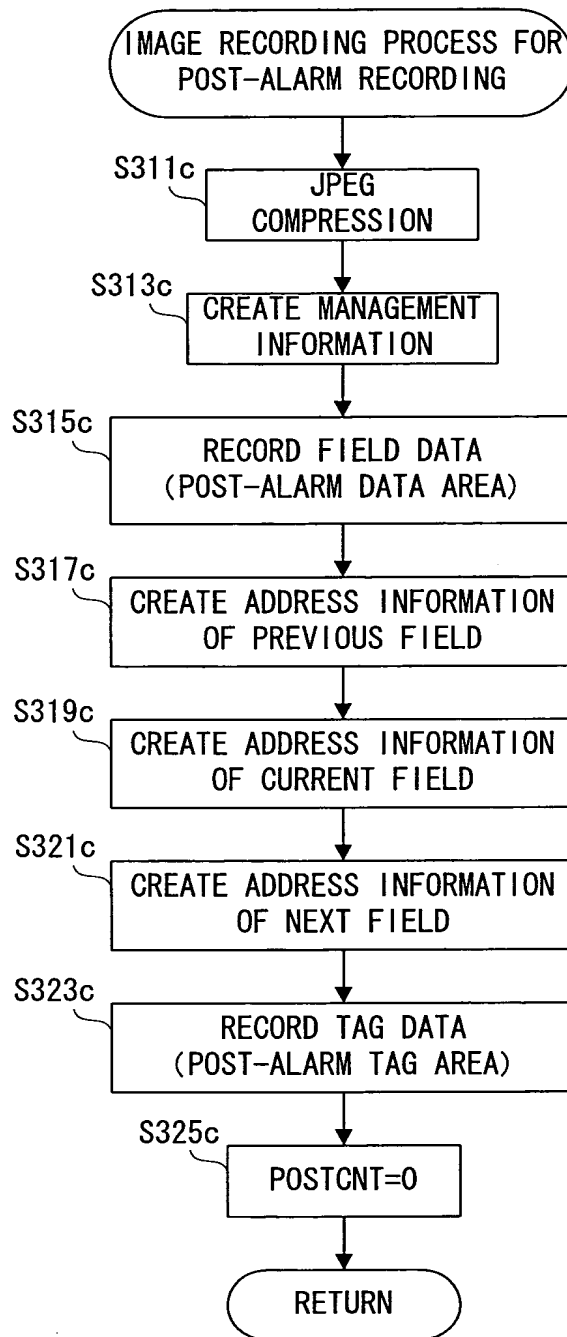 IMAGE RECORDING PROCESS FOR
POST-ALARM RECORDING
S311c
JPEG
COMPRESSION
S313c
CREATE MANAGEMENT
INFORMATION
S315c
RECORD FIELD DATA
(POST-ALARM DATA AREA)
S317c
CREATE ADDRESS INFORMATION
OF PREVIOUS FIELD
S319c
CREATE ADDRESS INFORMATION
OF CURRENT FIELD
S321c
CREATE ADDRESS INFORMATION
OF NEXT FIELD
S323c
RECORD TAG DATA
(POST-ALARM TAG AREA)
S325c
POSTCNT=0
RETURN